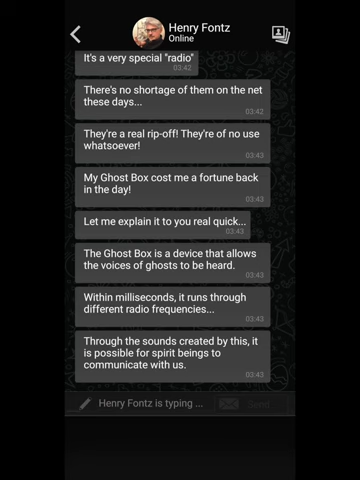 Henry Fontz
Online
It's a very special "radio"
03:42
There's no shortage of them on the net
these days...
03:42
They're a real rip-off! They're of no use
whatsoever!
03:43
My Ghost Box cost me a fortune back
in the day!
03:43
Let me explain it to you real quick...
03:43
The Ghost Box is a device that allows
the voices of ghosts to be heard.
03:43
Within milliseconds, it runs through
different radio frequencies...
03:43
Through the sounds created by this, it
is possible for spirit beings to
communicate with us.
03:43
Henry Fontz is typing ...
Send